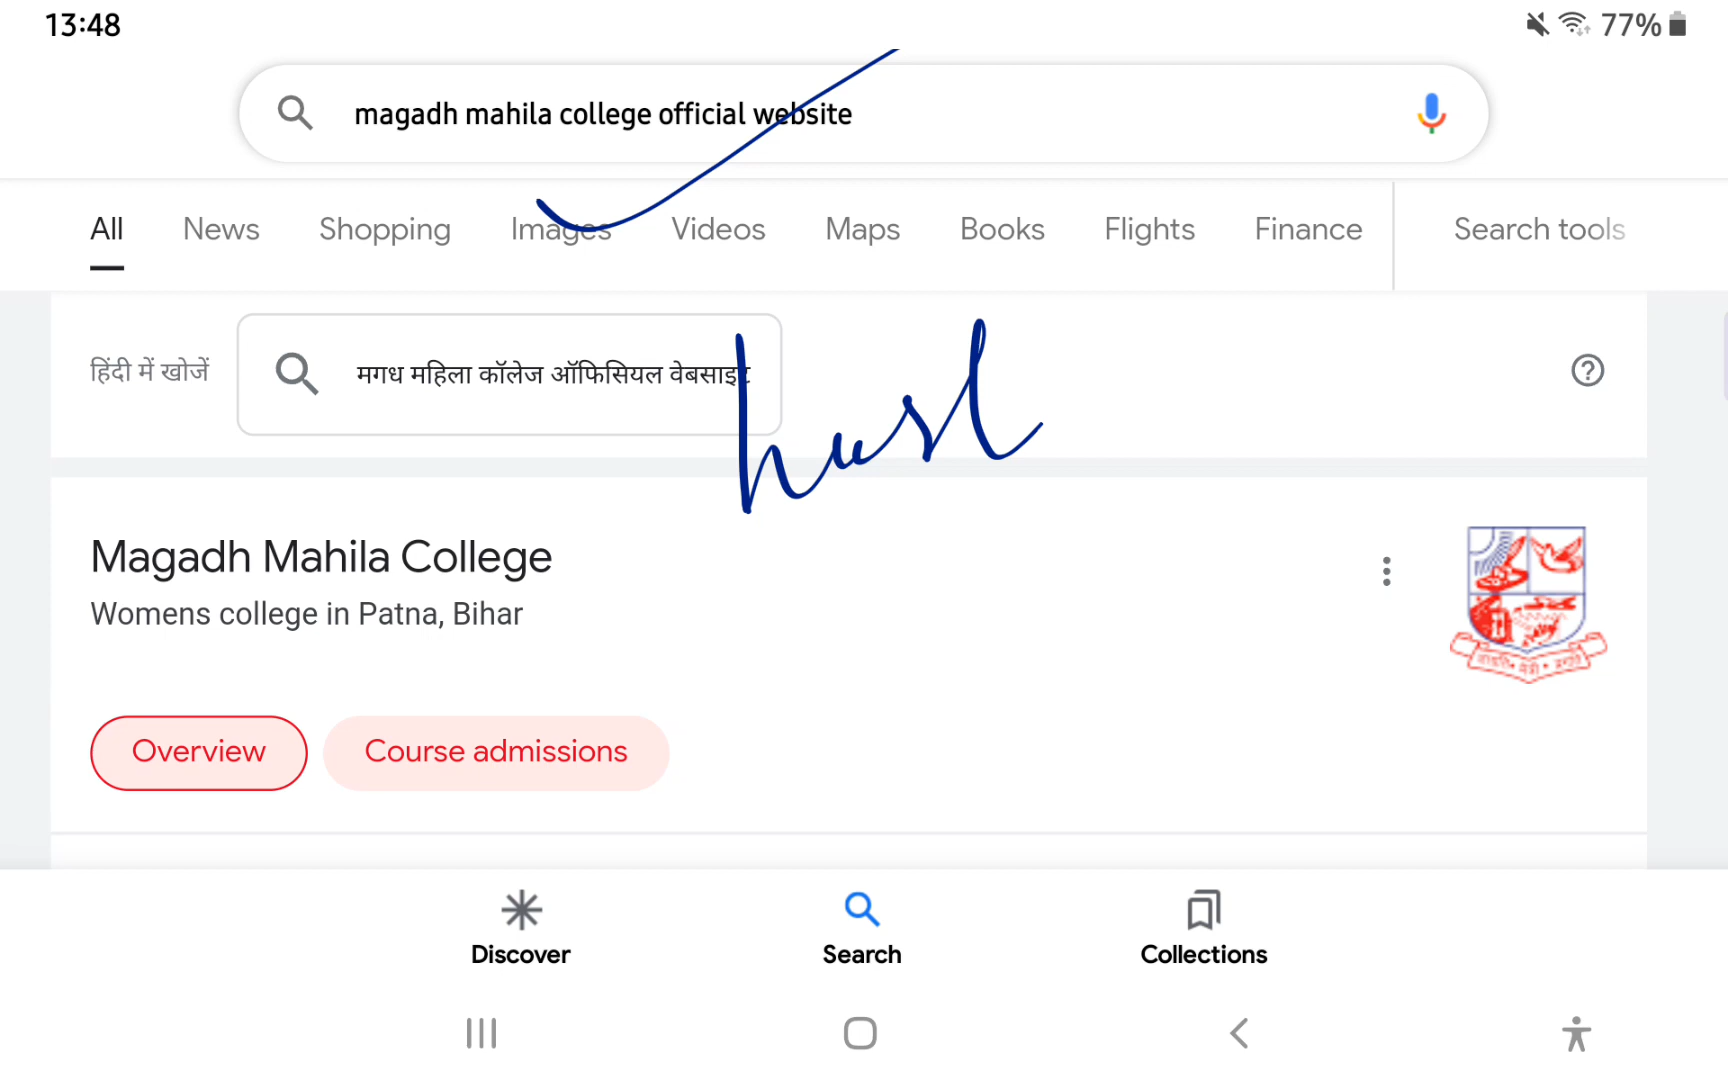 13:48 77%
magadh mahila college official website
All News Shopping Images Videos Maps Books Flights Finance Search tools
हिंदी में खोजें मगध महिला कॉलेज ऑफिसियल वेबसाइट
Magadh Mahila College
Womens college in Patna, Bihar
Overview Course admissions
Discover Search Collections